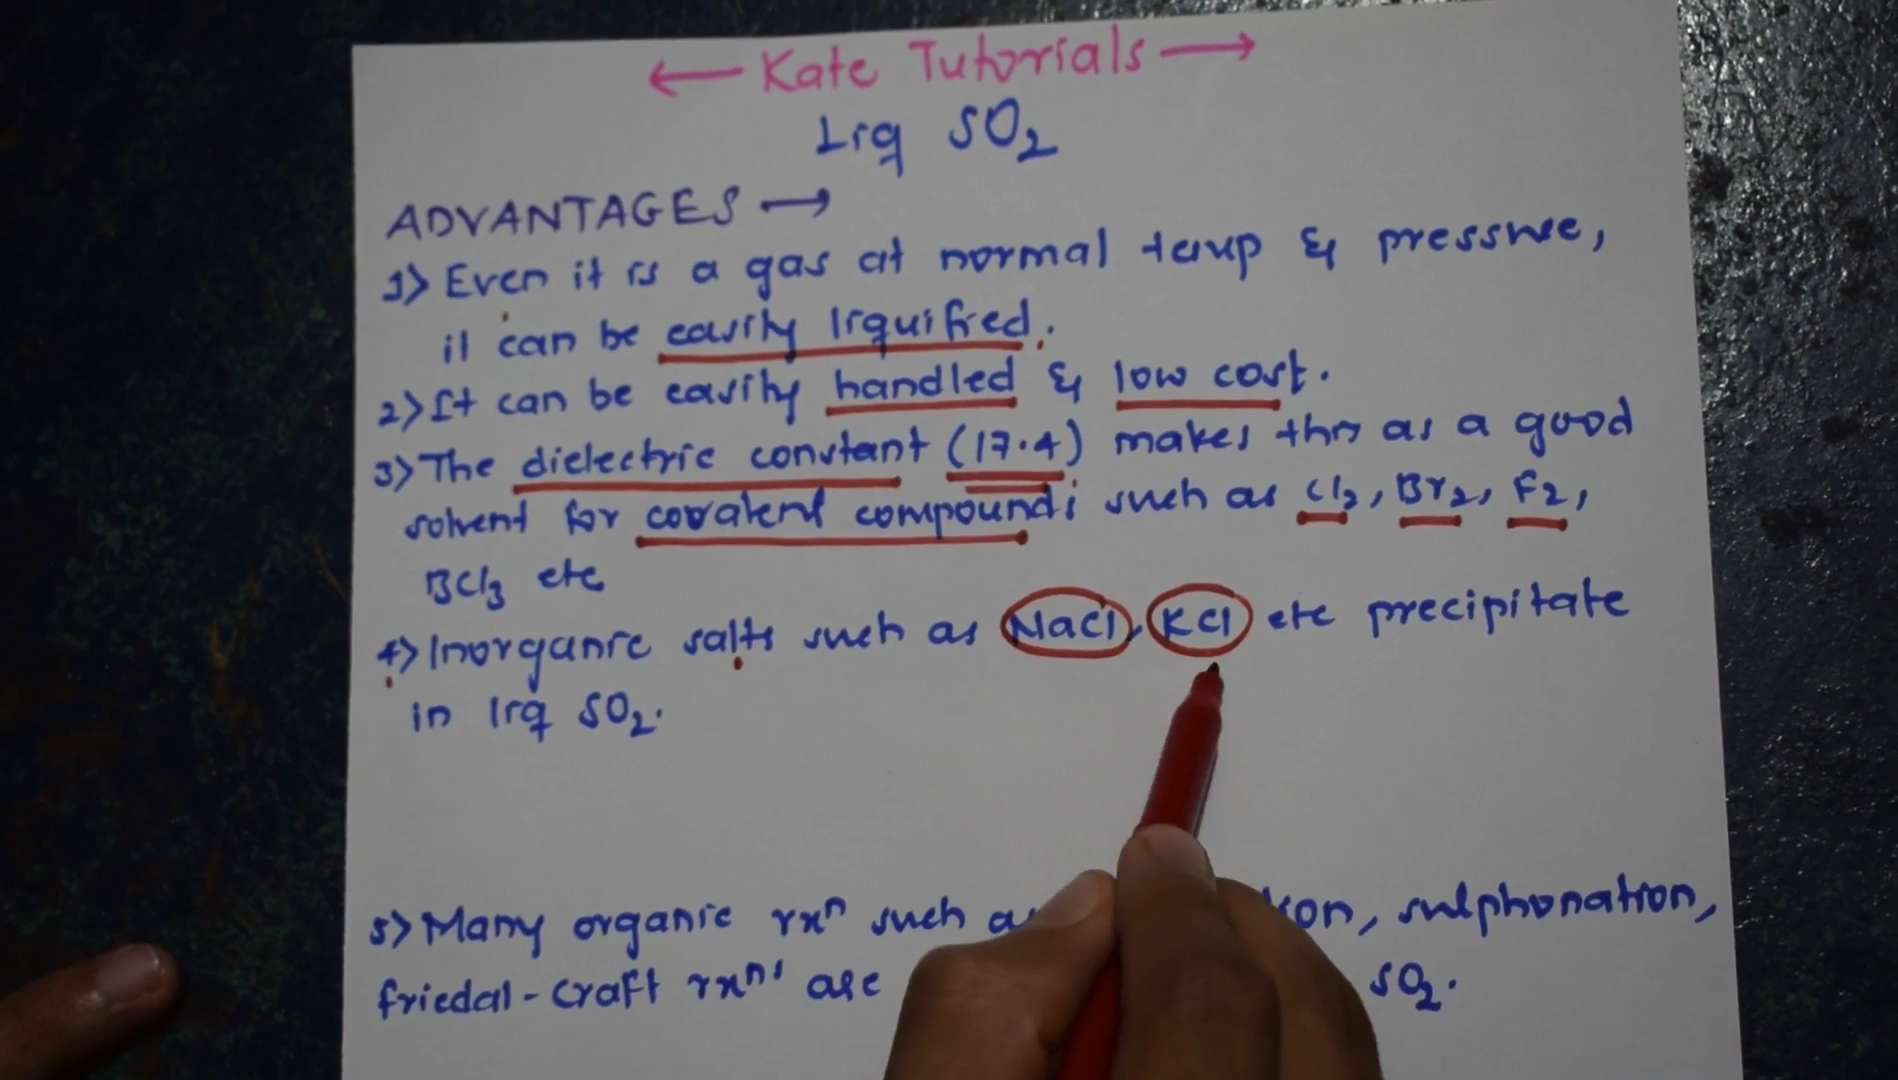 ← Kate Tutorials →
Liq SO2
ADVANTAGES →
1> Even it is a gas at normal temp & pressure,
it can be easily liquified.
2> It can be easily handled & low cost.
3> The dielectric constant (17.4) makes this as a good
solvent for covalent compounds such as Cl2, Br2, F2,
BCl3 etc
4> Inorganic salts such as NaCl, KCl etc precipitate
in liq SO2.
5> Many organic rxn such sulphonation,
friedal-craft rxns are SO2.